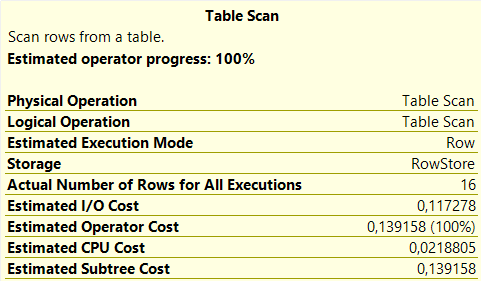 Table Scan
Scan rows from a table.
Estimated operator progress: 100%
Physical Operation Table Scan
Logical Operation Table Scan
Estimated Execution Mode Row
Storage RowStore
Actual Number of Rows for All Executions 16
Estimated I/O Cost 0,117278
Estimated Operator Cost 0,139158 (100%)
Estimated CPU Cost 0,0218805
Estimated Subtree Cost 0,139158